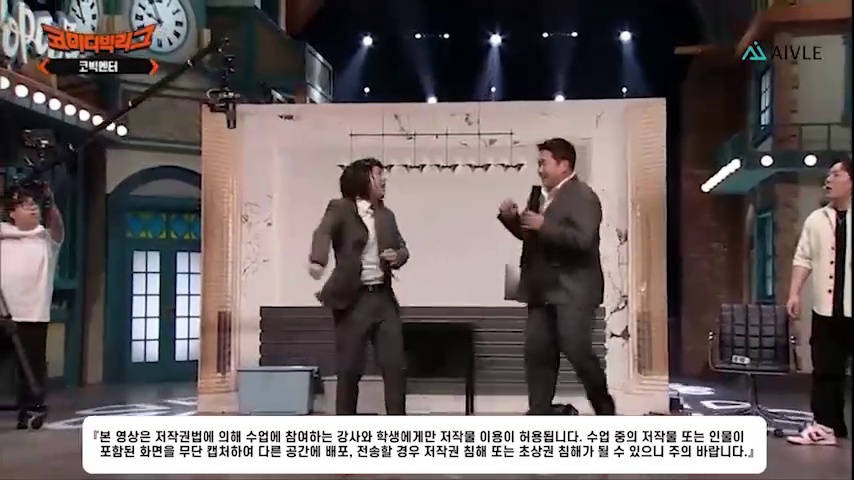 코미디빅리그
코빅멘터
AIVLE
『본 영상은 저작권법에 의해 수업에 참여하는 강사와 학생에게만 저작물 이용이 허용됩니다. 수업 중의 저작물 또는 인물이
포함된 화면을 무단 캡처하여 다른 공간에 배포, 전송할 경우 저작권 침해 또는 초상권 침해가 될 수 있으니 주의 바랍니다.』